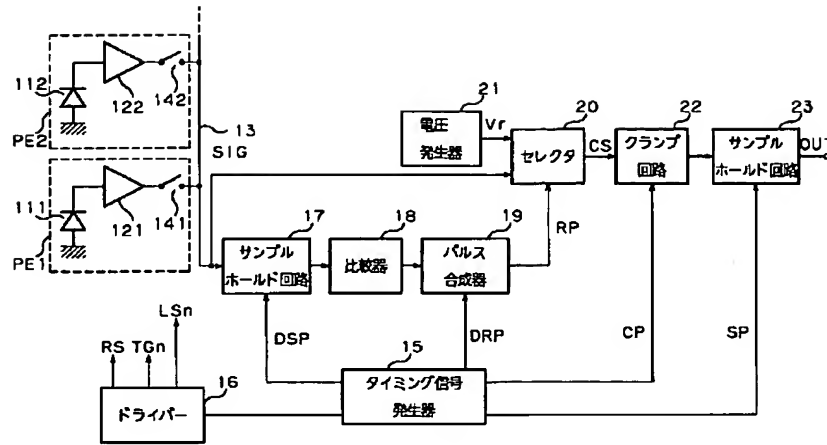 112
122
142
PE2
13
SIG
111
121
141
PE1
21
電圧
発生器
Vr
20
セレクタ
CS
22
クランプ
回路
23
サンプル
ホールド回路
OUT
17
サンプル
ホールド回路
18
比較器
19
パルス
合成器
RP
LSn
RS TGn
DSP
DRP
CP
SP
15
タイミング信号
発生器
16
ドライバー